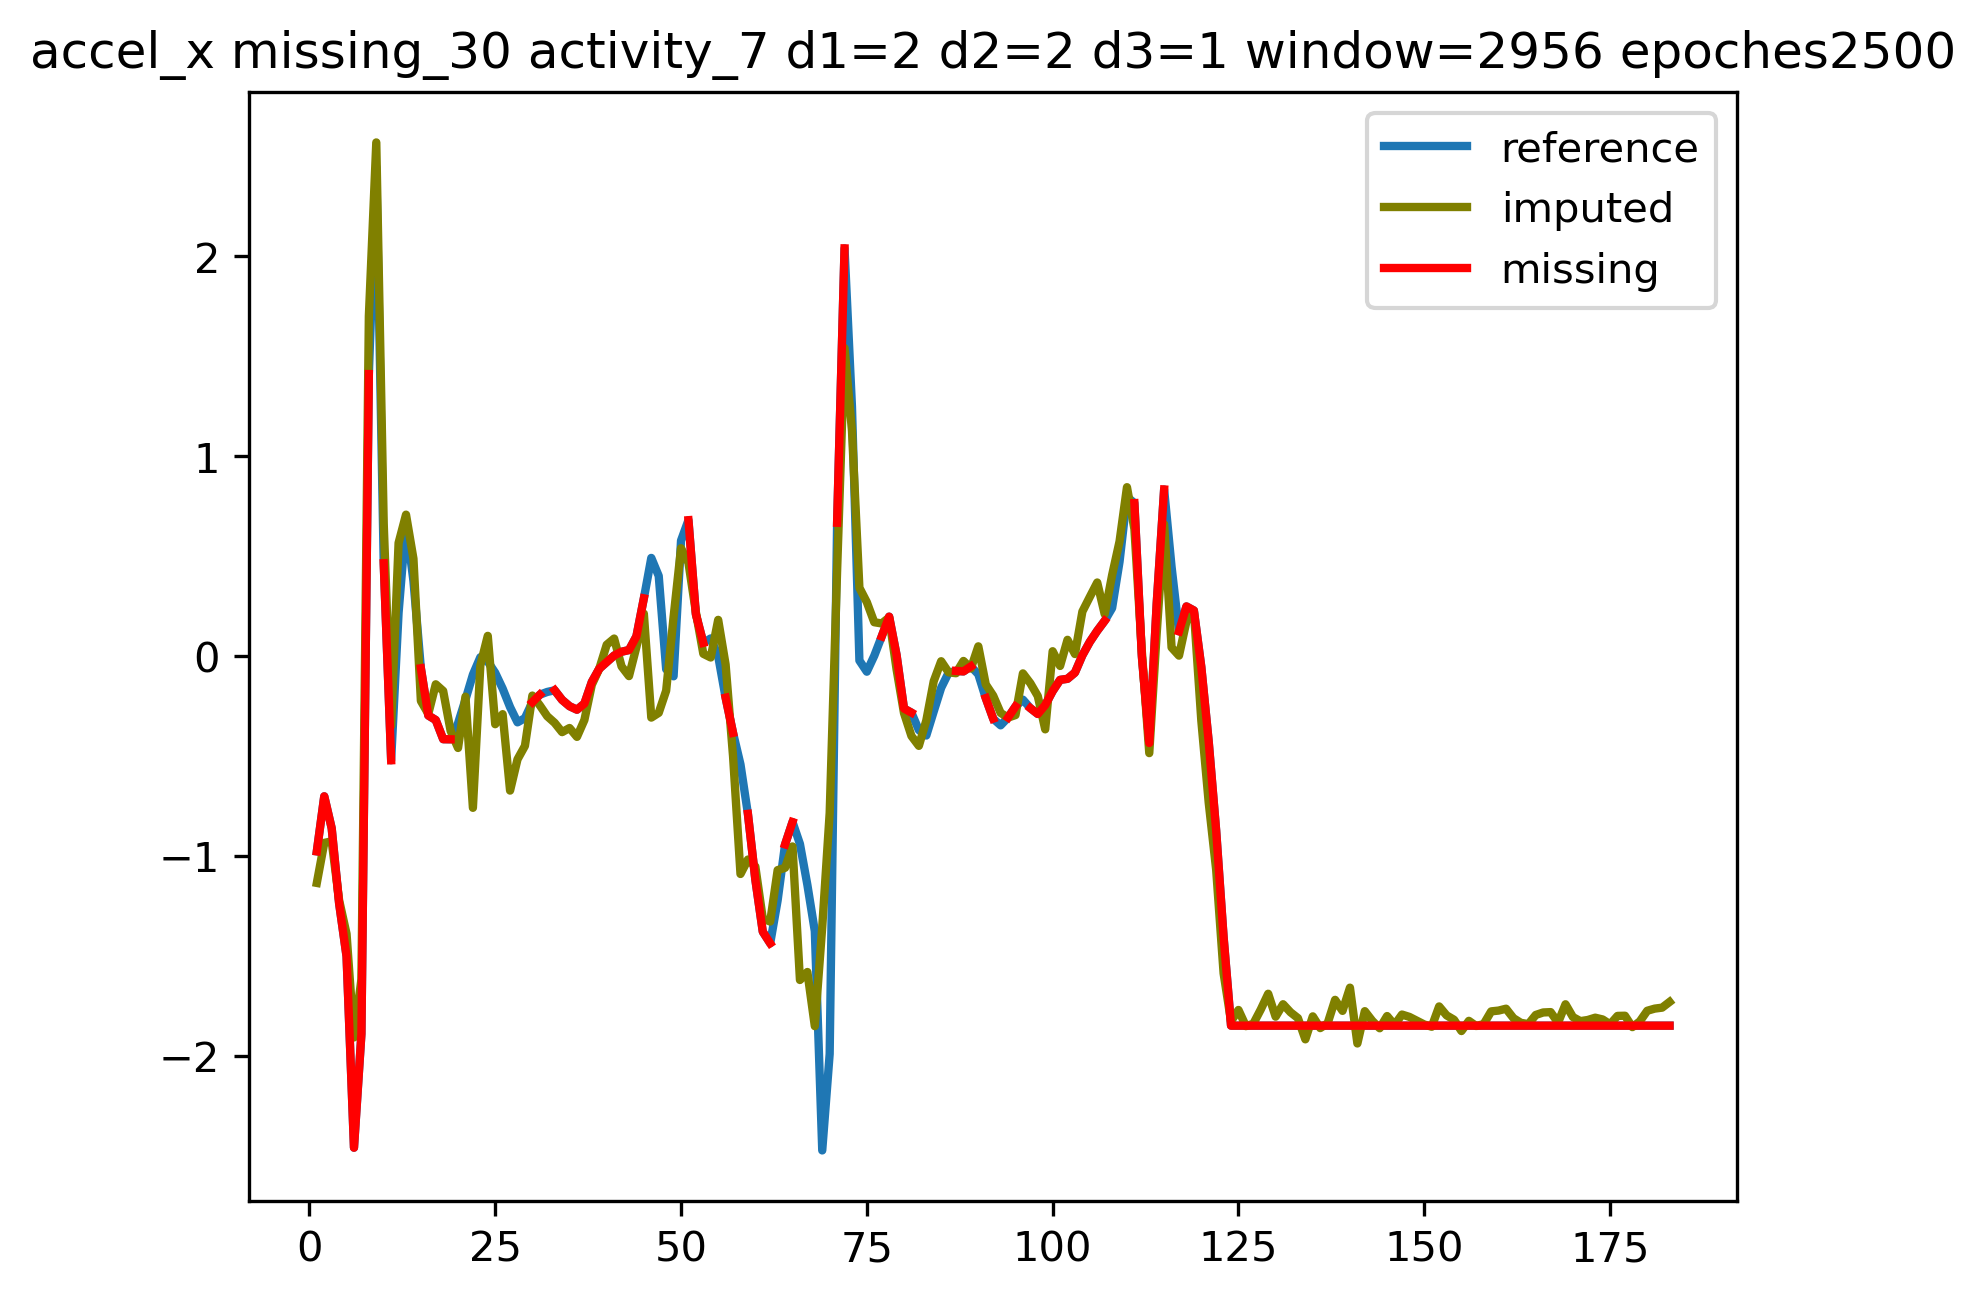 accel_x missing_30 activity_7 d1=2 d2=2 d3=1 window=2956 epoches2500
reference
imputed
missing
2
1
0
−1
−2
0 25 50 75 100 125 150 175